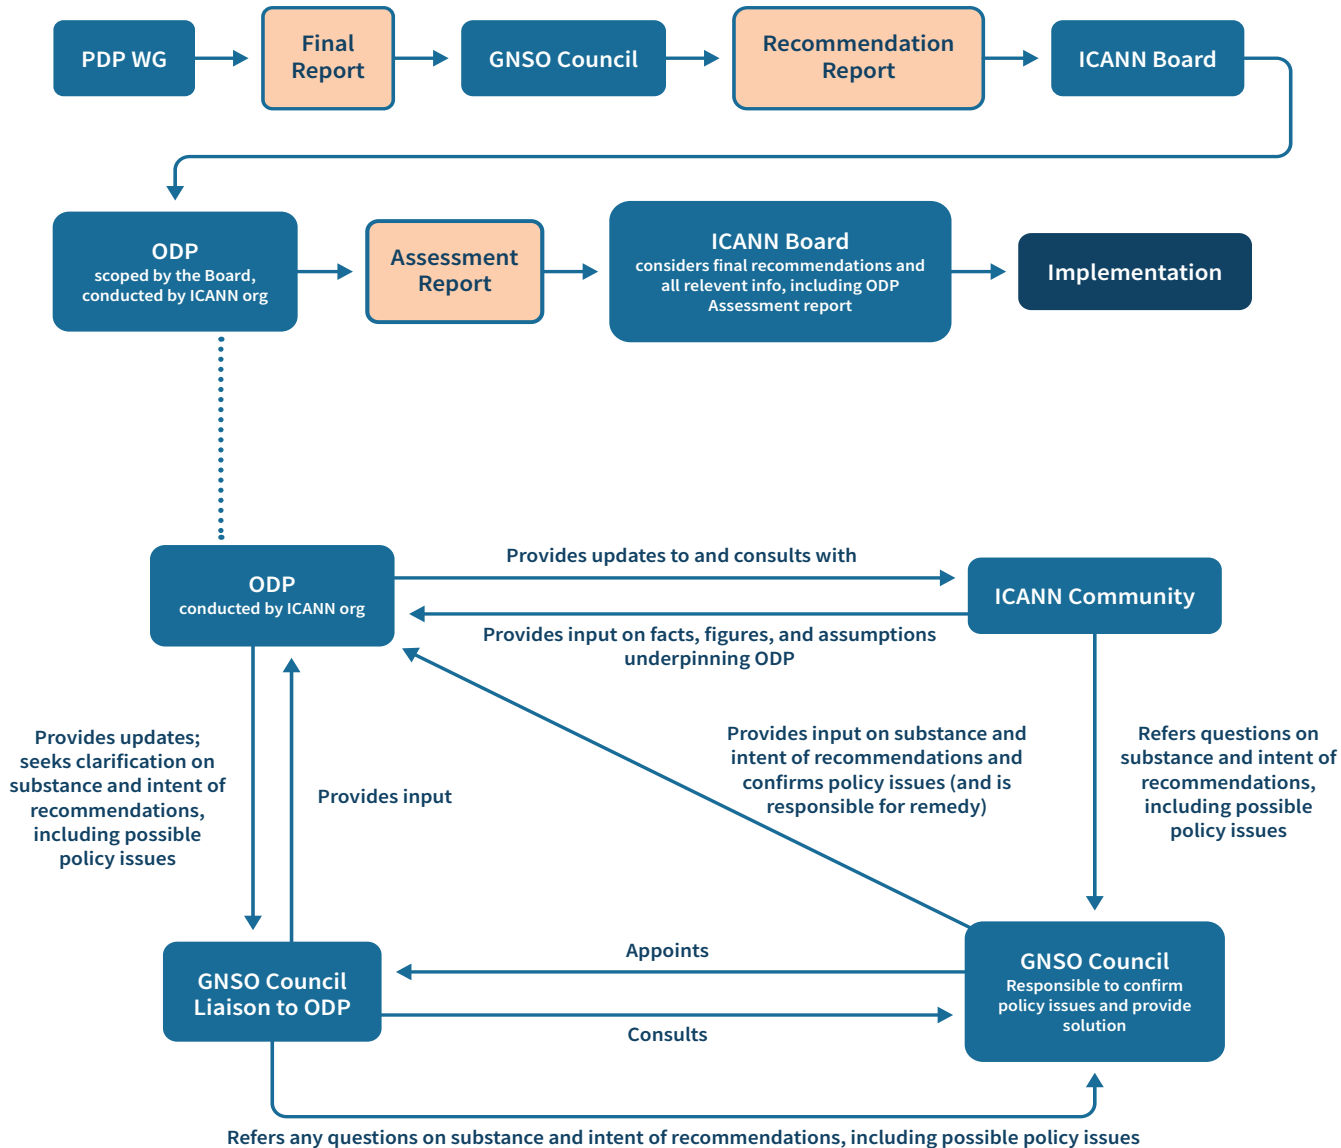 PDP WG
Final
Report
GNSO Council
Recommendation
Report
ICANN Board
ODP
scoped by the Board,
conducted by ICANN org
Assessment
Report
ICANN Board
considers final recommendations and
all relevent info, including ODP
Assessment report
Implementation
ODP
conducted by ICANN org
Provides updates to and consults with
ICANN Community
Provides input on facts, figures, and assumptions
underpinning ODP
Provides updates;
seeks clarification on
substance and intent of
recommendations,
including possible
policy issues
Provides input
Provides input on substance and
intent of recommendations and
confirms policy issues (and is
responsible for remedy)
Refers questions on
substance and intent of
recommendations,
including possible
policy issues
GNSO Council
Liaison to ODP
Appoints
Consults
GNSO Council
Responsible to confirm
policy issues and provide
solution
Refers any questions on substance and intent of recommendations, including possible policy issues